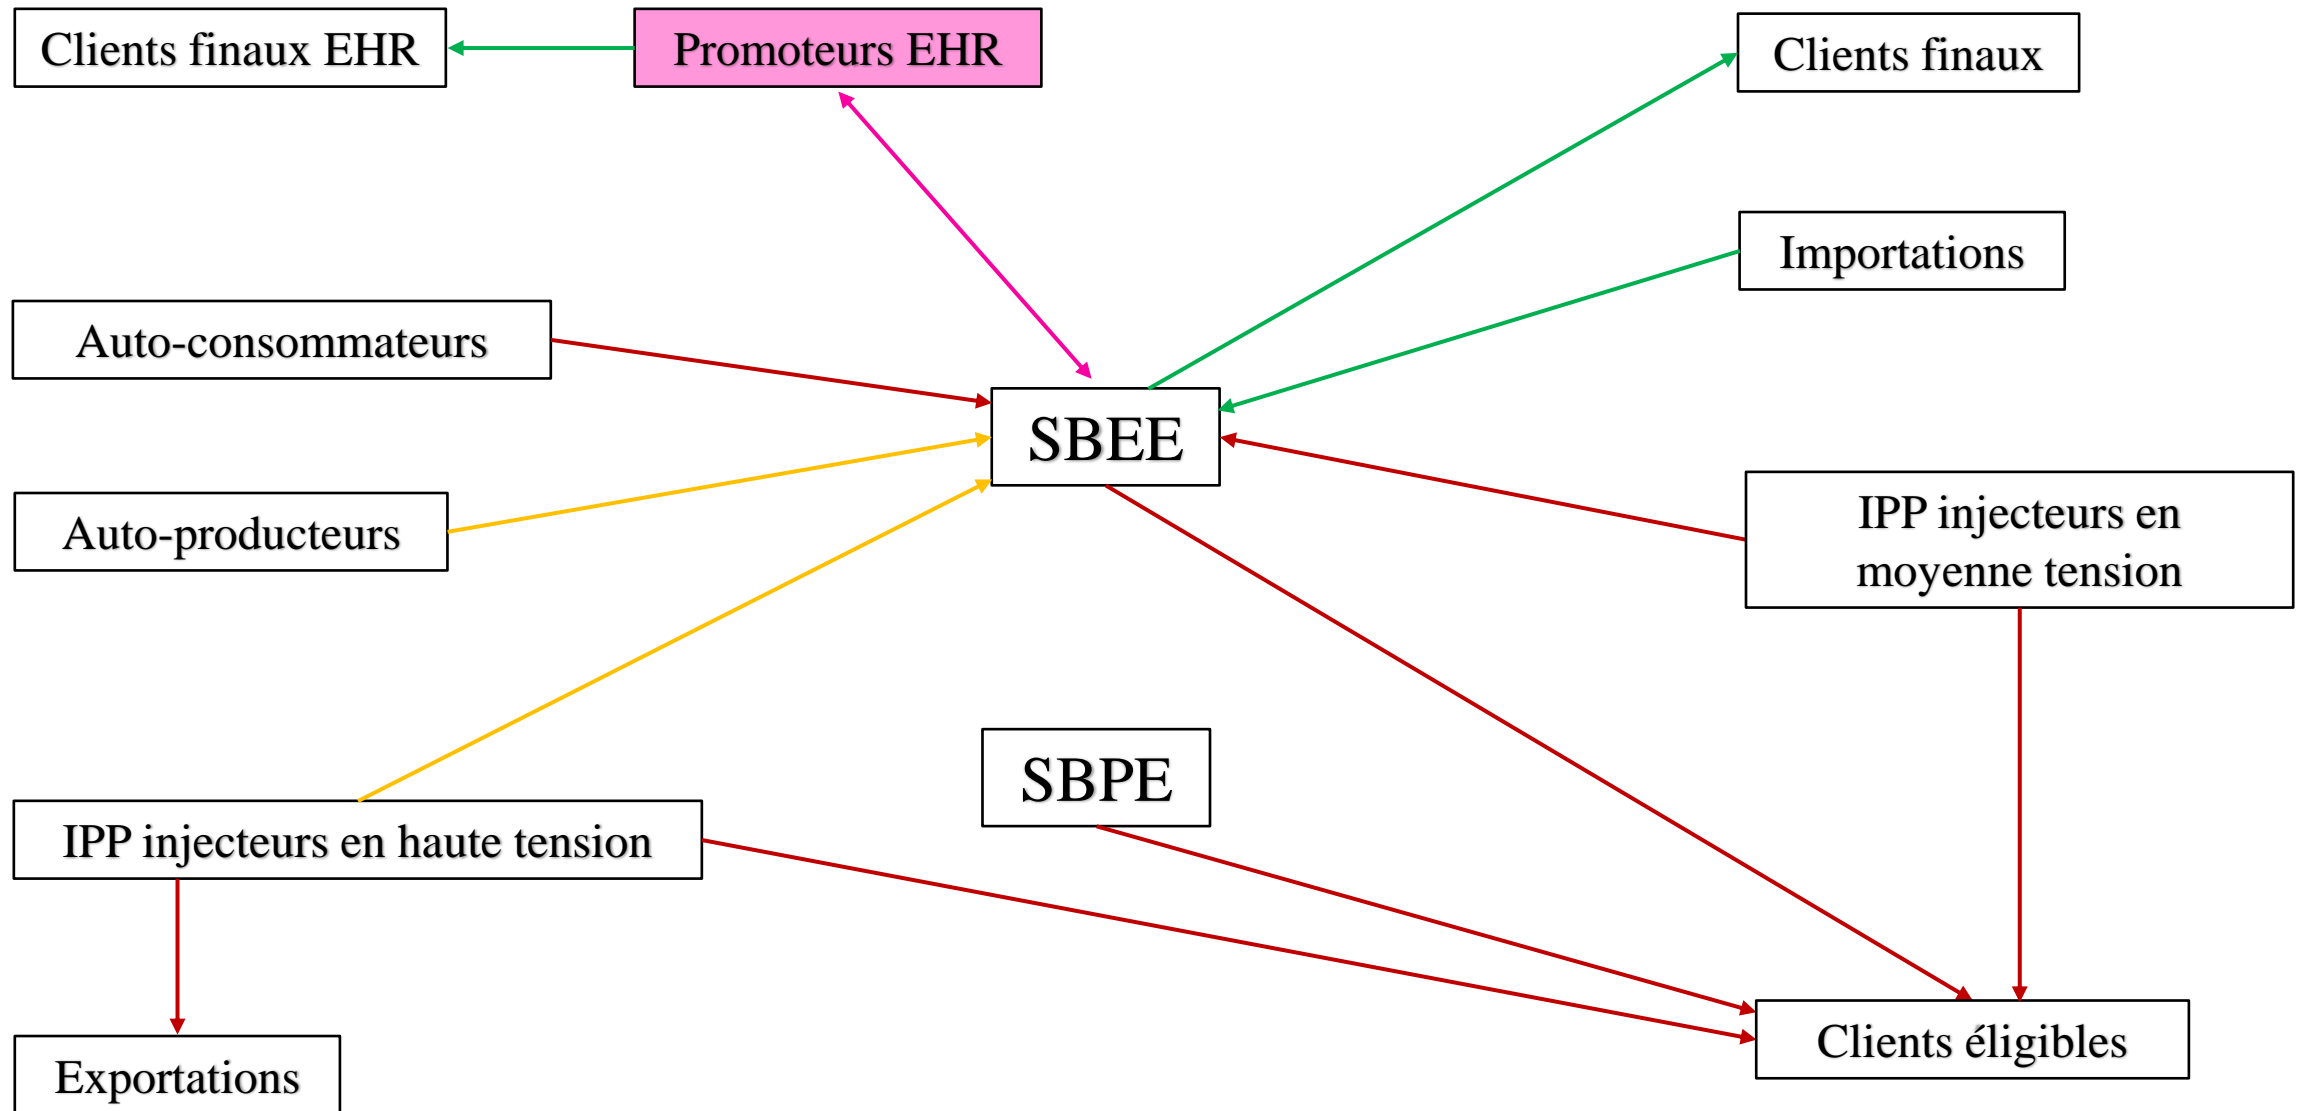 Clients finaux EHR
Promoteurs EHR
Clients finaux
Importations
Auto-consommateurs
SBEE
Auto-producteurs
IPP injecteurs en
moyenne tension
SBPE
IPP injecteurs en haute tension
Clients éligibles
Exportations